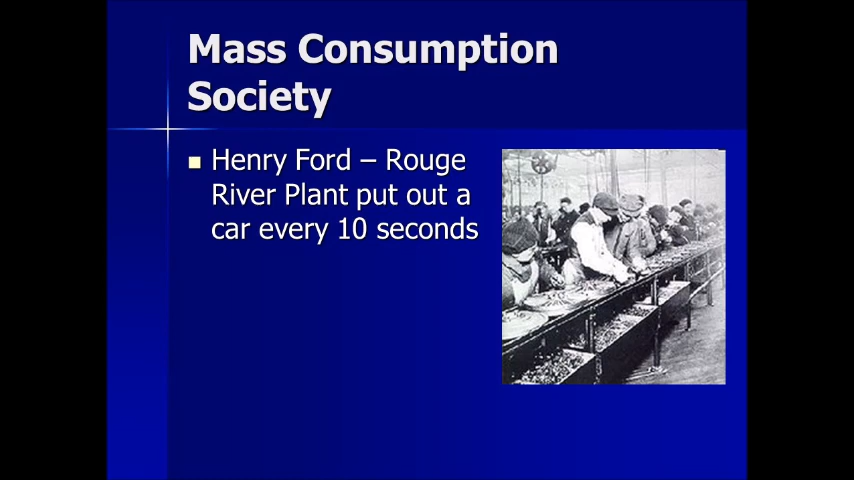 Mass Consumption
Society
Henry Ford – Rouge
River Plant put out a
car every 10 seconds